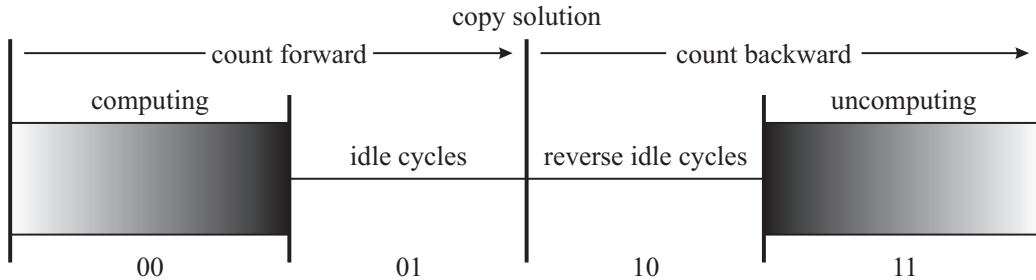 copy solution
count forward count backward
computing uncomputing
idle cycles reverse idle cycles
00 01 10 11